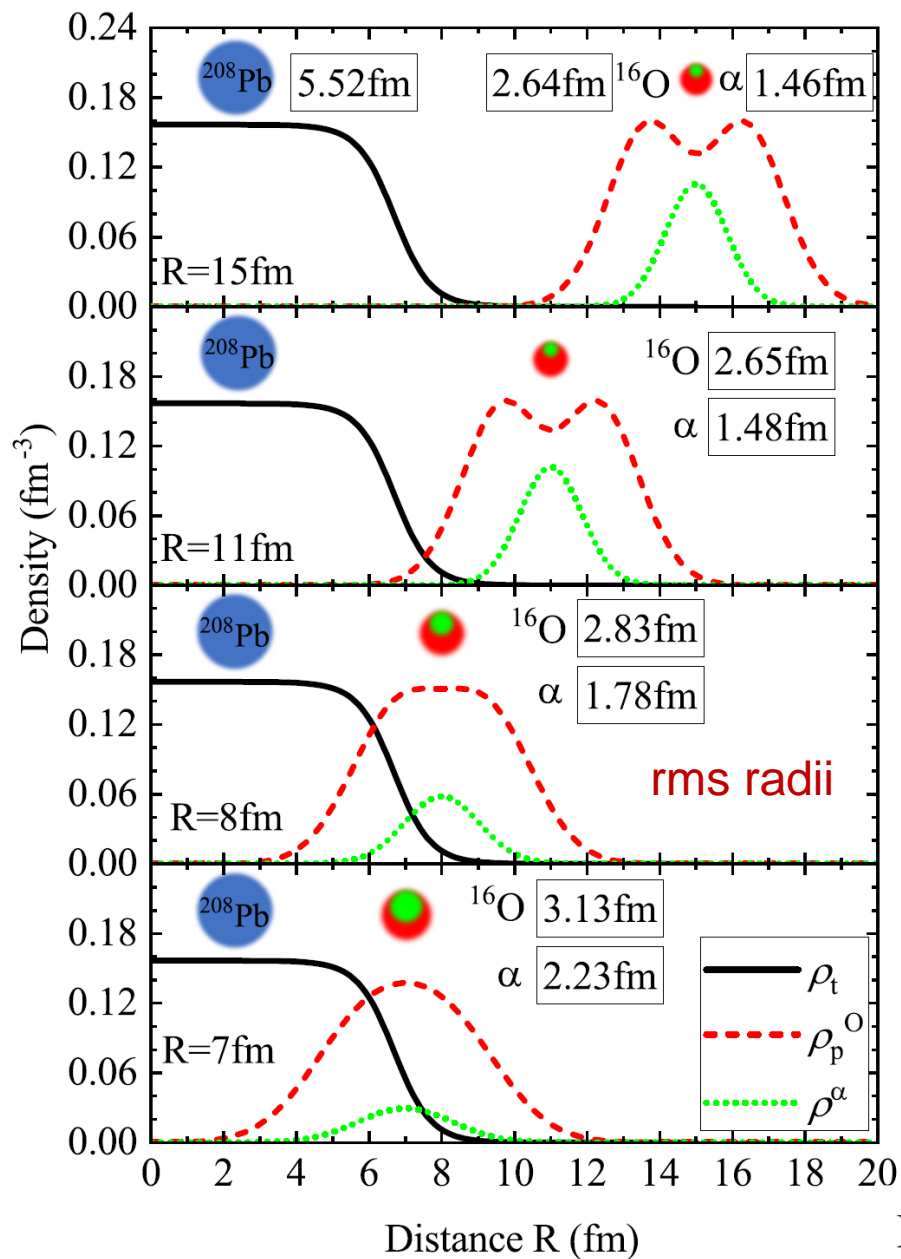 0.24
²⁰⁸Pb 5.52fm 2.64fm ¹⁶O α 1.46fm
0.18
0.12
0.06
R=15fm
0.00
²⁰⁸Pb ¹⁶O 2.65fm
0.18
α 1.48fm
0.12
0.06
R=11fm
0.00
²⁰⁸Pb ¹⁶O 2.83fm
0.18
α 1.78fm
0.12
rms radii
0.06
R=8fm
0.00
²⁰⁸Pb ¹⁶O 3.13fm
0.18
α 2.23fm
0.12
R=7fm
0.06
0.00
ρₜ
ρₚᴼ
ρᵅ
0 2 4 6 8 10 12 14 16 18 20
Distance R (fm)
Density (fm⁻³)